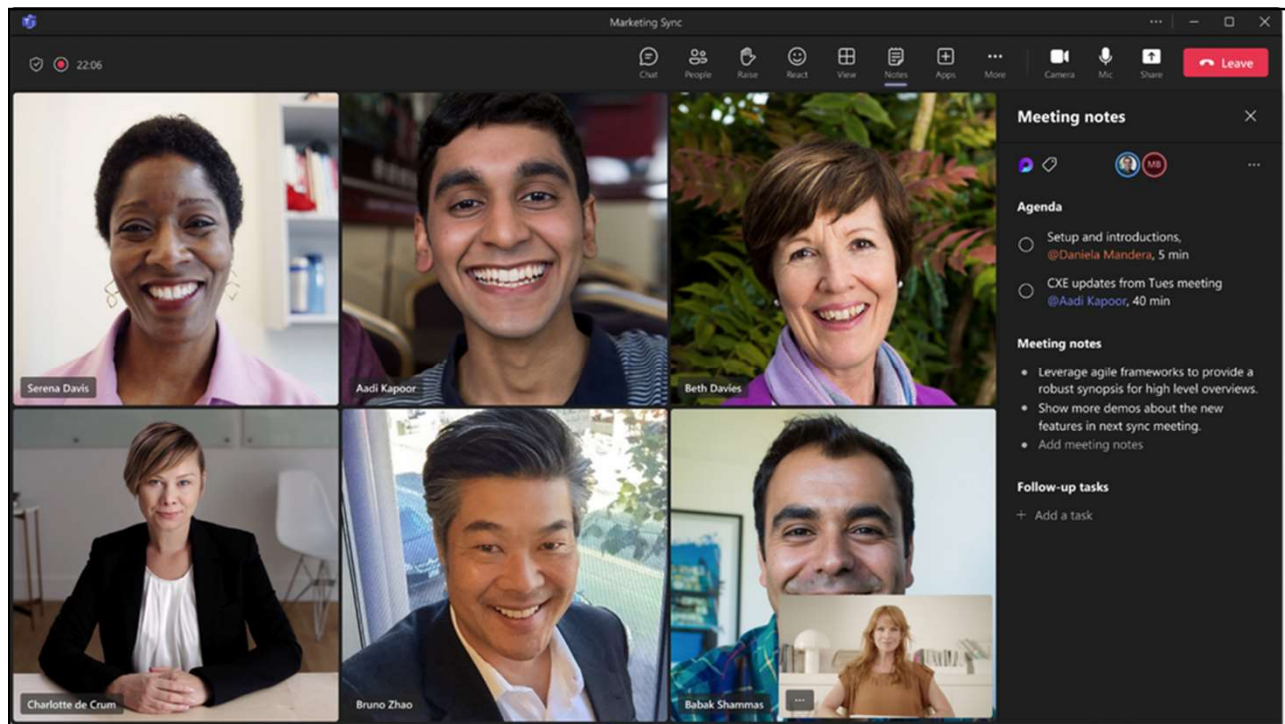 Marketing Sync
22:06
Chat
People
Raise
React
View
Notes
Apps
More
Camera
Mic
Share
Leave
Serena Davis
Aadi Kapoor
Beth Davies
Charlotte de Crum
Bruno Zhao
Babak Shammas
Meeting notes
MB
Agenda
Setup and introductions,
@Daniela Mandera, 5 min
CXE updates from Tues meeting
@Aadi Kapoor, 40 min
Meeting notes
Leverage agile frameworks to provide a
robust synopsis for high level overviews.
Show more demos about the new
features in next sync meeting.
Add meeting notes
Follow-up tasks
+ Add a task